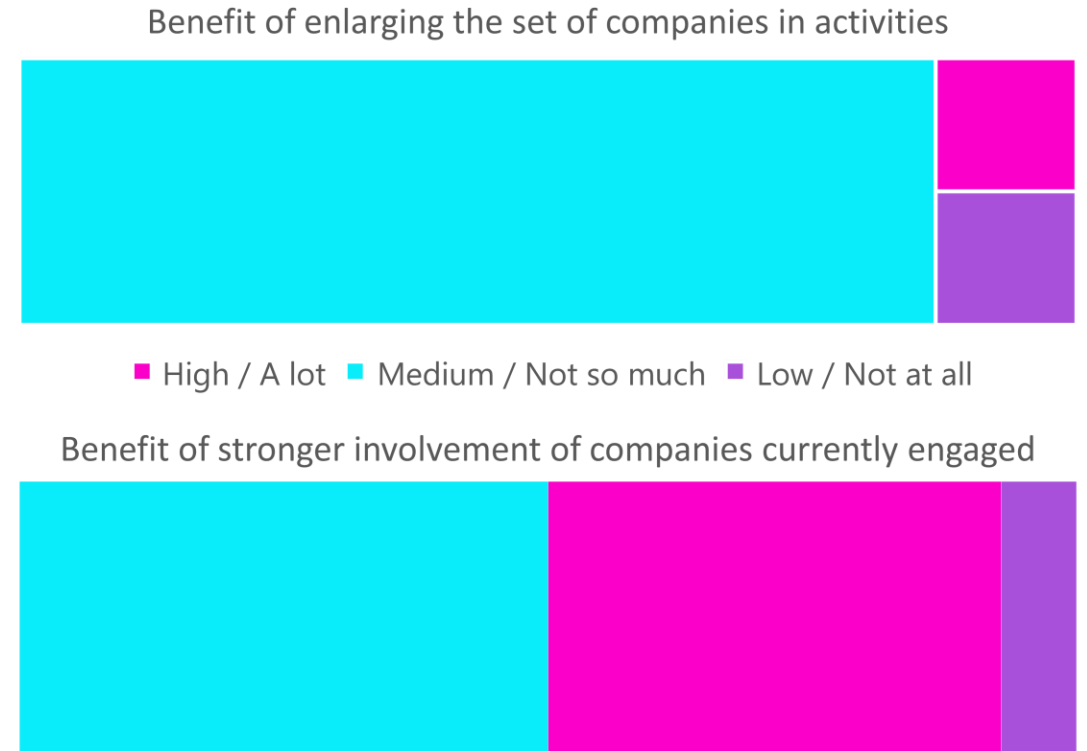 Benefit of enlarging the set of companies in activities
High / A lot Medium / Not so much Low / Not at all
Benefit of stronger involvement of companies currently engaged